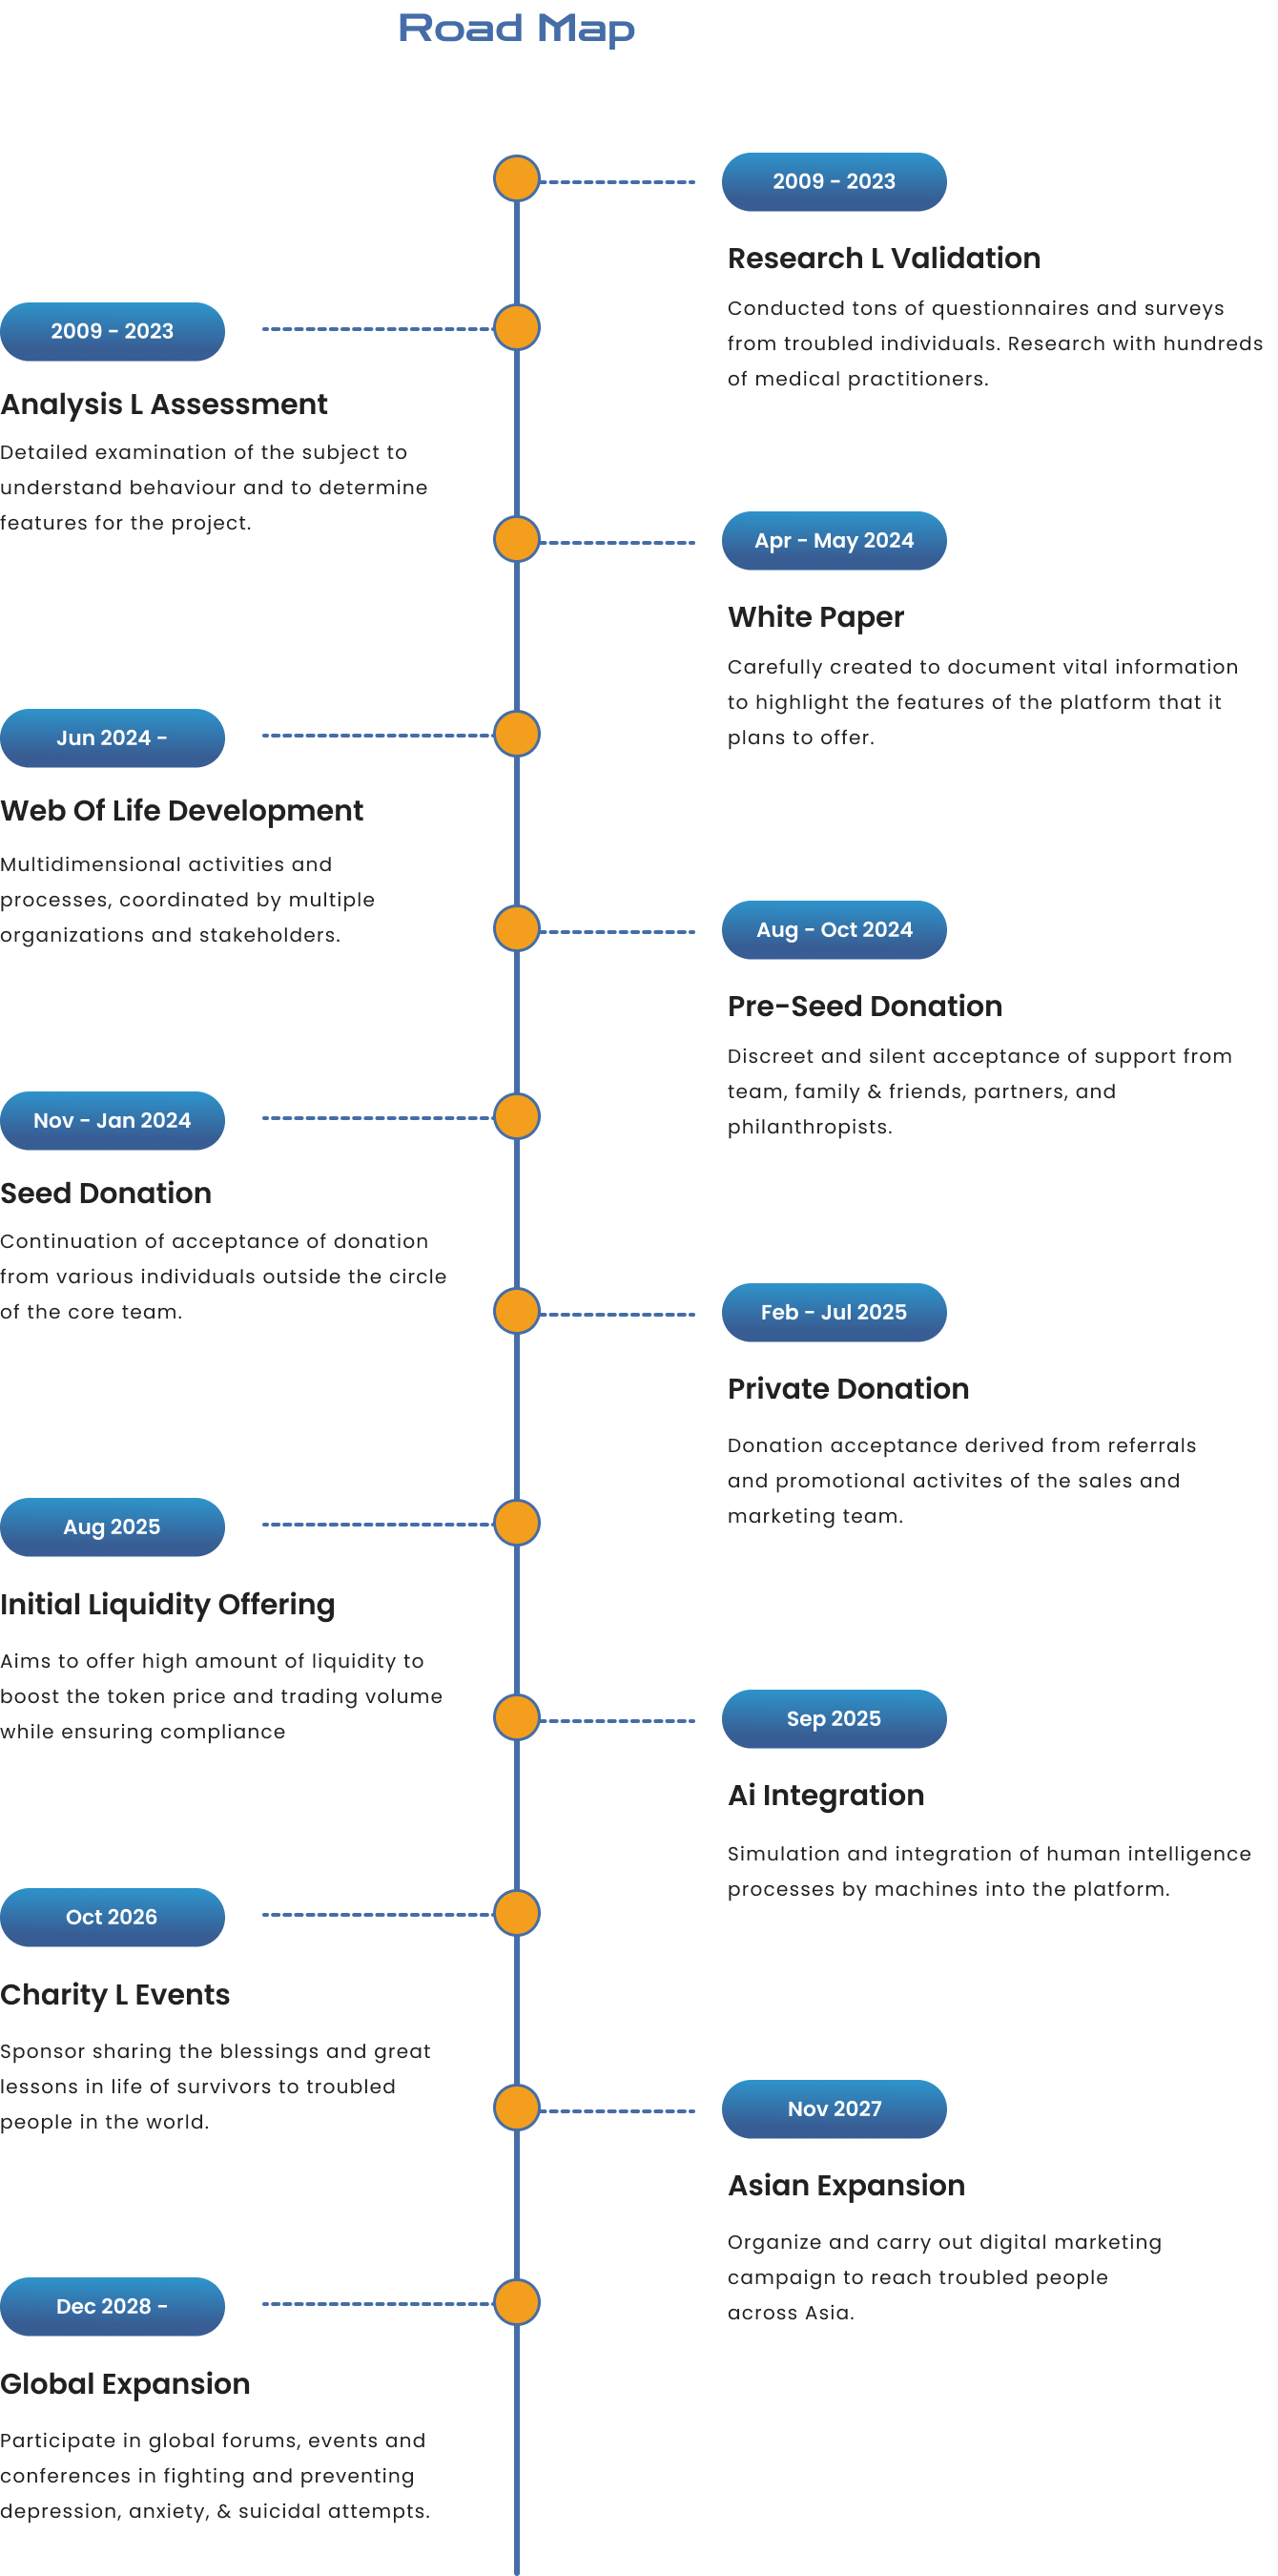 Road Map
2009 - 2023
Research L Validation
Conducted tons of questionnaires and surveys
from troubled individuals. Research with hundreds
of medical practitioners.
2009 - 2023
Analysis L Assessment
Detailed examination of the subject to
understand behaviour and to determine
features for the project.
Apr - May 2024
White Paper
Carefully created to document vital information
to highlight the features of the platform that it
plans to offer.
Jun 2024 -
Web Of Life Development
Multidimensional activities and
processes, coordinated by multiple
organizations and stakeholders.
Aug - Oct 2024
Pre-Seed Donation
Discreet and silent acceptance of support from
team, family & friends, partners, and
philanthropists.
Nov - Jan 2024
Seed Donation
Continuation of acceptance of donation
from various individuals outside the circle
of the core team.
Feb - Jul 2025
Private Donation
Donation acceptance derived from referrals
and promotional activites of the sales and
marketing team.
Aug 2025
Initial Liquidity Offering
Aims to offer high amount of liquidity to
boost the token price and trading volume
while ensuring compliance
Sep 2025
Ai Integration
Simulation and integration of human intelligence
processes by machines into the platform.
Oct 2026
Charity L Events
Sponsor sharing the blessings and great
lessons in life of survivors to troubled
people in the world.
Nov 2027
Asian Expansion
Organize and carry out digital marketing
campaign to reach troubled people
across Asia.
Dec 2028 -
Global Expansion
Participate in global forums, events and
conferences in fighting and preventing
depression, anxiety, & suicidal attempts.